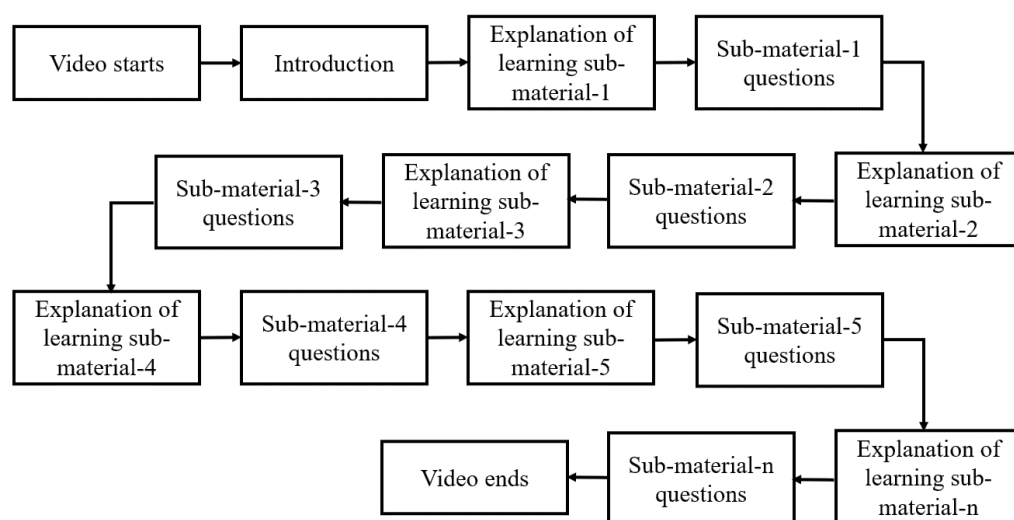 Video starts
Introduction
Explanation of
learning sub-
material-1
Sub-material-1
questions
Explanation of
learning sub-
material-2
Sub-material-2
questions
Explanation of
learning sub-
material-3
Sub-material-3
questions
Explanation of
learning sub-
material-4
Sub-material-4
questions
Explanation of
learning sub-
material-5
Sub-material-5
questions
Explanation of
learning sub-
material-n
Sub-material-n
questions
Video ends